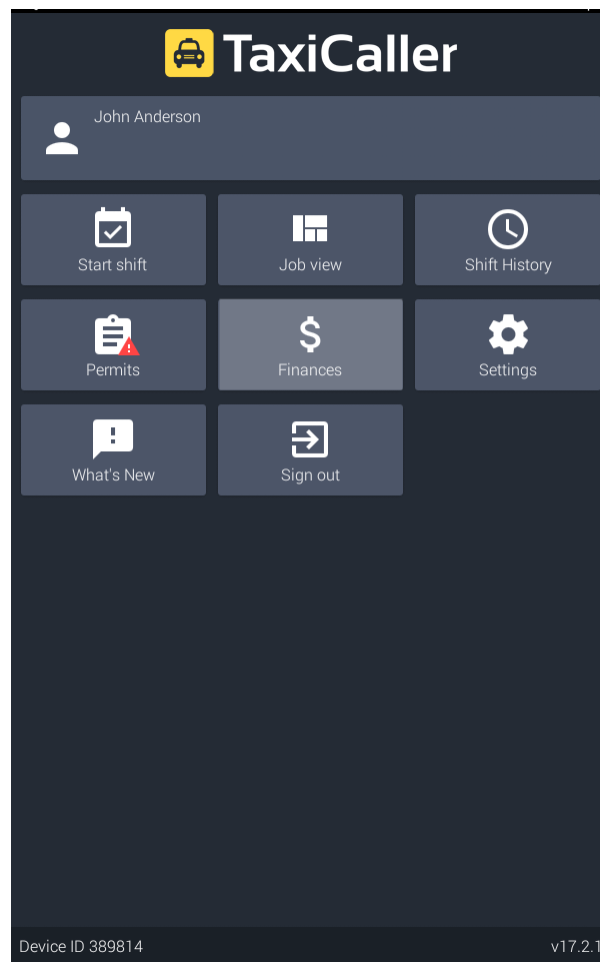 TaxiCaller
John Anderson
Start shift
Job view
Shift History
Permits
Finances
Settings
What's New
Sign out
Device ID 389814
v17.2.1